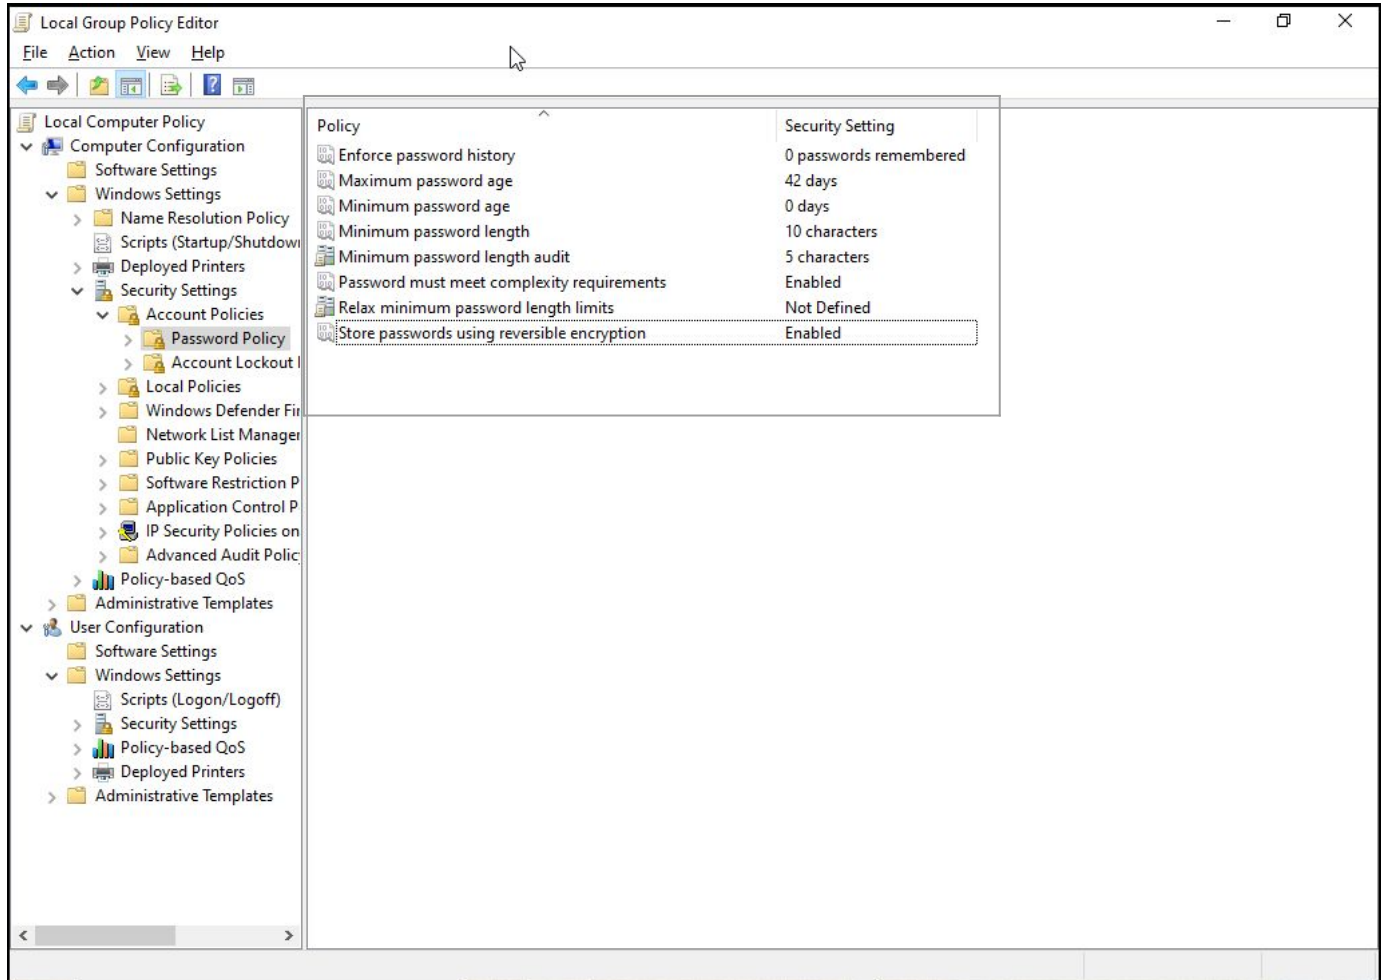 Local Group Policy Editor
File Action View Help
Local Computer Policy
Computer Configuration
Software Settings
Windows Settings
Name Resolution Policy
Scripts (Startup/Shutdown
Deployed Printers
Security Settings
Account Policies
Password Policy
Account Lockout
Local Policies
Windows Defender Fir
Network List Manager
Public Key Policies
Software Restriction P
Application Control P
IP Security Policies on
Advanced Audit Polic
Policy-based QoS
Administrative Templates
User Configuration
Software Settings
Windows Settings
Scripts (Logon/Logoff)
Security Settings
Policy-based QoS
Deployed Printers
Administrative Templates
Policy Security Setting
Enforce password history 0 passwords remembered
Maximum password age 42 days
Minimum password age 0 days
Minimum password length 10 characters
Minimum password length audit 5 characters
Password must meet complexity requirements Enabled
Relax minimum password length limits Not Defined
Store passwords using reversible encryption Enabled